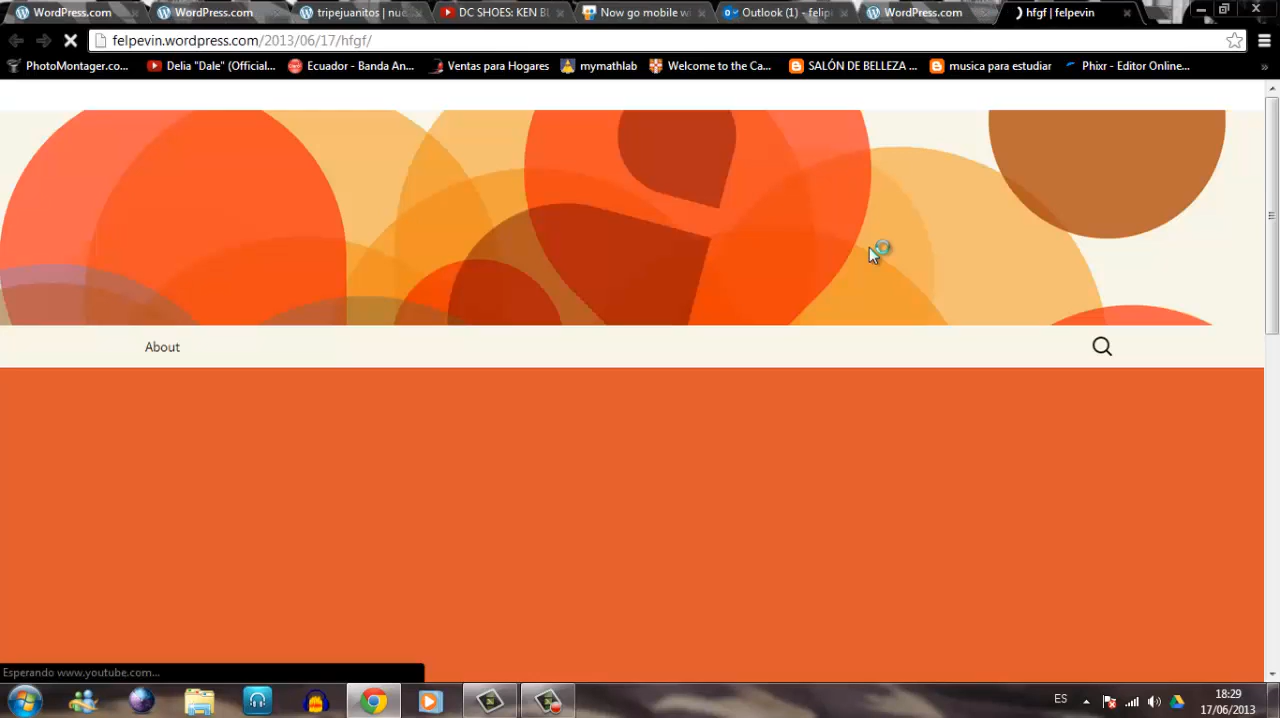 WordPress.com
WordPress.com
tripejuanitos | nue
DC SHOES: KEN BL
Now go mobile wi
Outlook (1) - felip
WordPress.com
hfgf | felpevin
felpevin.wordpress.com/2013/06/17/hfgf/
PhotoMontager.co...
Delia "Dale" (Official...
Ecuador - Banda An...
Ventas para Hogares
mymathlab
Welcome to the Ca...
SALÓN DE BELLEZA ...
musica para estudiar
Phixr - Editor Online...
»
About
Esperando www.youtube.com...
ES
18:29
17/06/2013